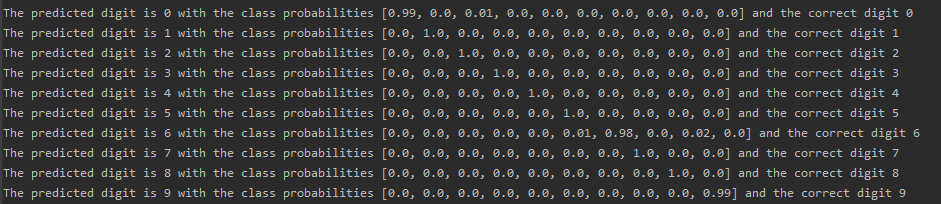 The predicted digit is 0 with the class probabilities [0.99, 0.0, 0.01, 0.0, 0.0, 0.0, 0.0, 0.0, 0.0, 0.0] and the correct digit 0
The predicted digit is 1 with the class probabilities [0.0, 1.0, 0.0, 0.0, 0.0, 0.0, 0.0, 0.0, 0.0, 0.0] and the correct digit 1
The predicted digit is 2 with the class probabilities [0.0, 0.0, 1.0, 0.0, 0.0, 0.0, 0.0, 0.0, 0.0, 0.0] and the correct digit 2
The predicted digit is 3 with the class probabilities [0.0, 0.0, 0.0, 1.0, 0.0, 0.0, 0.0, 0.0, 0.0, 0.0] and the correct digit 3
The predicted digit is 4 with the class probabilities [0.0, 0.0, 0.0, 0.0, 1.0, 0.0, 0.0, 0.0, 0.0, 0.0] and the correct digit 4
The predicted digit is 5 with the class probabilities [0.0, 0.0, 0.0, 0.0, 0.0, 1.0, 0.0, 0.0, 0.0, 0.0] and the correct digit 5
The predicted digit is 6 with the class probabilities [0.0, 0.0, 0.0, 0.0, 0.0, 0.01, 0.98, 0.0, 0.02, 0.0] and the correct digit 6
The predicted digit is 7 with the class probabilities [0.0, 0.0, 0.0, 0.0, 0.0, 0.0, 0.0, 1.0, 0.0, 0.0] and the correct digit 7
The predicted digit is 8 with the class probabilities [0.0, 0.0, 0.0, 0.0, 0.0, 0.0, 0.0, 0.0, 1.0, 0.0] and the correct digit 8
The predicted digit is 9 with the class probabilities [0.0, 0.0, 0.0, 0.0, 0.0, 0.0, 0.0, 0.0, 0.0, 0.99] and the correct digit 9